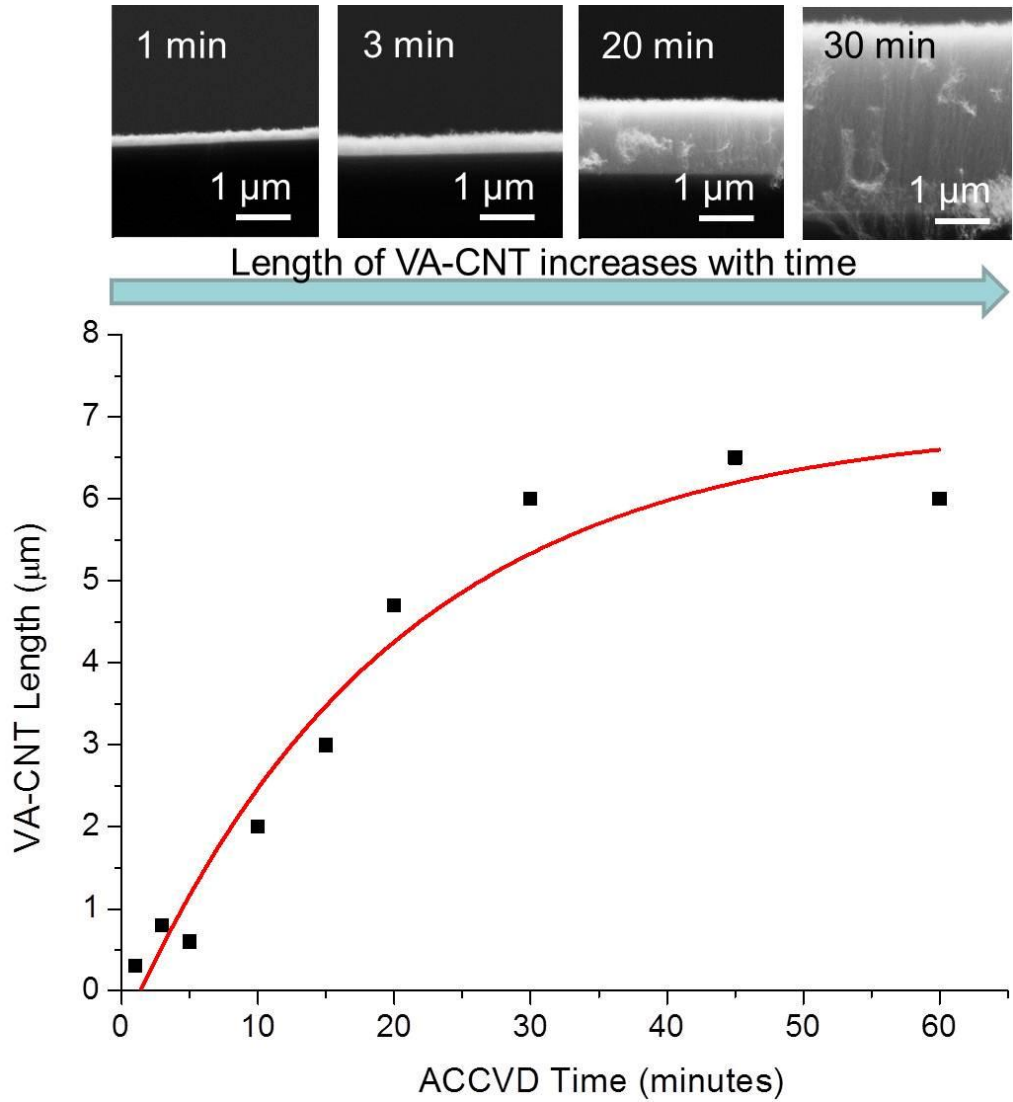 1 min
3 min
20 min
30 min
1 µm
1 µm
1 µm
1 µm
Length of VA-CNT increases with time
8
7
6
5
4
3
2
1
0
VA-CNT Length (µm)
0 10 20 30 40 50 60
ACCVD Time (minutes)